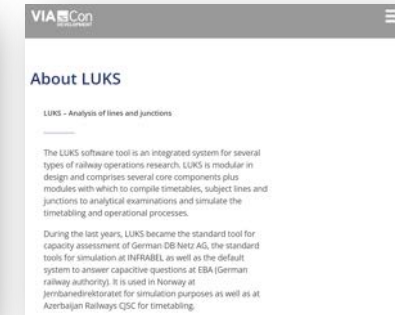 VIA Con
DEVELOPMENT
About LUKS
LUKS – Analysis of lines and junctions
The LUKS software tool is an integrated system for several
types of railway operations research. LUKS is modular in
design and comprises several core components plus
modules with which to compile timetables, subject lines and
junctions to analytical examinations and simulate the
timetabling and operational processes.
During the last years, LUKS became the standard tool for
capacity assessment of German DB Netz AG, the standard
tools for simulation at INFRABEL as well as the default
system to answer capacitive questions at EBA (German
railway authority). It is used in Norway at
Jernbanedirektoratet for simulation purposes as well as at
Azerbaijan Railways CJSC for timetabling.